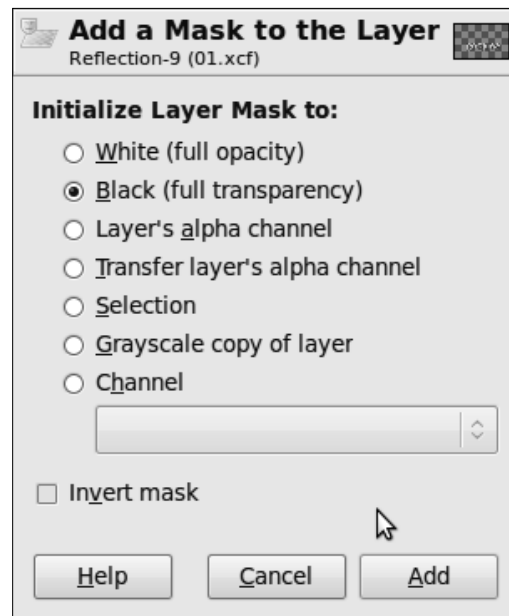 Add a Mask to the Layer
Reflection-9 (01.xcf)
Initialize Layer Mask to:
White (full opacity)
Black (full transparency)
Layer's alpha channel
Transfer layer's alpha channel
Selection
Grayscale copy of layer
Channel
Invert mask
Help
Cancel
Add